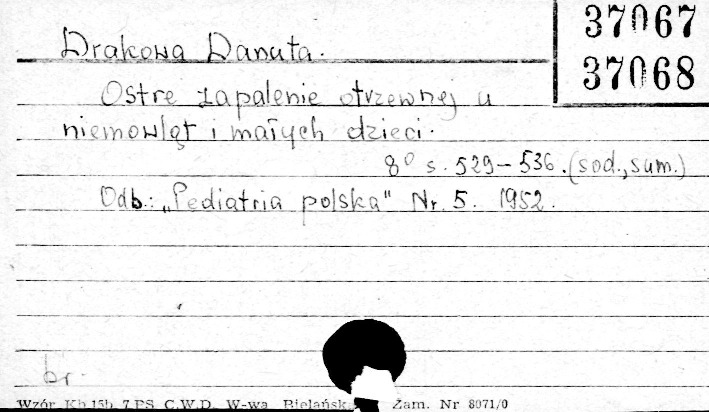 37067
37068
Drakowa Danuta.
Ostre zapalenie otrzewnej u
niemowląt i małych dzieci.
8° s. 529-536. (sod., sum.)
Odb.: „Pediatria polska" Nr. 5. 1952.
br.
Wzór Kb 15b 7 PS C.W.D. W-wa Bielańsk Zam. Nr 8071/0